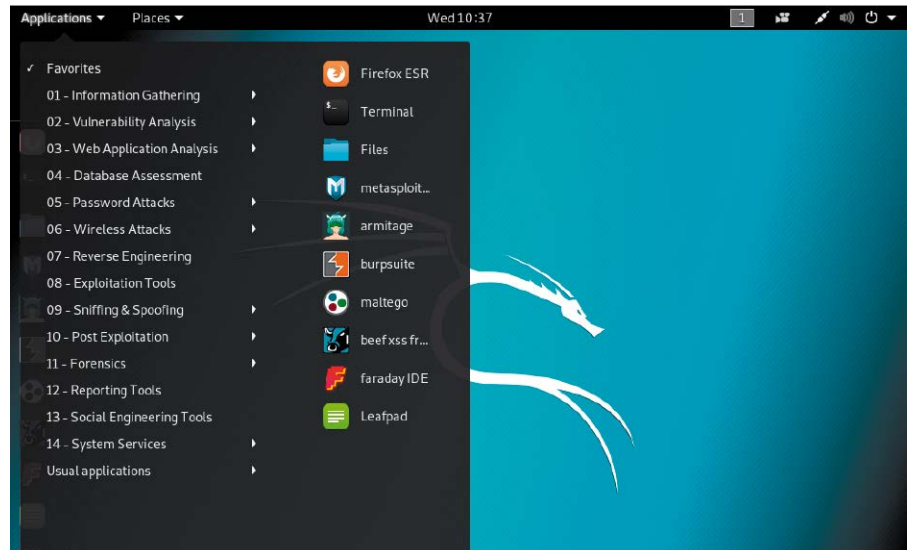 Applications Places Wed 10:37 1
Favorites
01 - Information Gathering
02 - Vulnerability Analysis
03 - Web Application Analysis
04 - Database Assessment
05 - Password Attacks
06 - Wireless Attacks
07 - Reverse Engineering
08 - Exploitation Tools
09 - Sniffing & Spoofing
10 - Post Exploitation
11 - Forensics
12 - Reporting Tools
13 - Social Engineering Tools
14 - System Services
Usual applications
Firefox ESR
Terminal
Files
metasploit...
armitage
burpsuite
maltego
beef xss fr...
faraday IDE
Leafpad